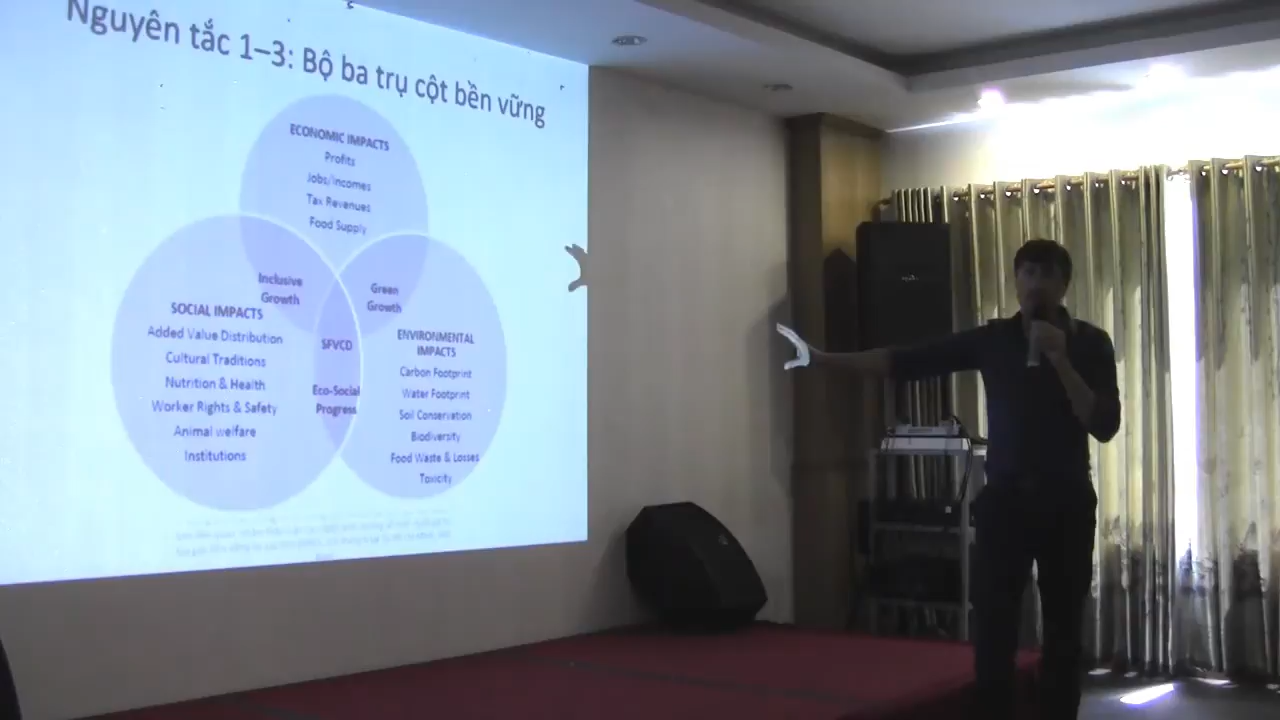 Nguyên tắc 1–3: Bộ ba trụ cột bền vững
ECONOMIC IMPACTS
Profits
Jobs/Incomes
Tax Revenues
Food Supply
Inclusive
Growth
Green
Growth
SOCIAL IMPACTS
Added Value Distribution
Cultural Traditions
Nutrition & Health
Worker Rights & Safety
Animal welfare
Institutions
SFVCD
Eco-Social
Progress
ENVIRONMENTAL
IMPACTS
Carbon Footprint
Water Footprint
Soil Conservation
Biodiversity
Food Waste & Losses
Toxicity